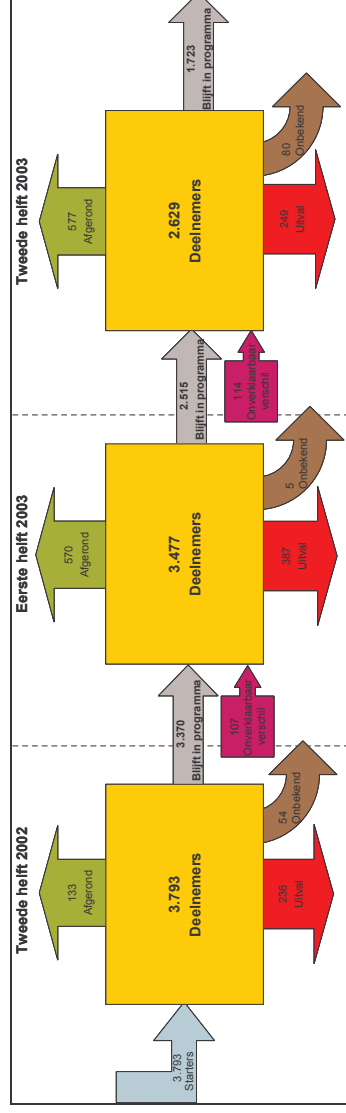 Tweede helft 2002
3.793
Starters
3.793
Deelnemers
133
Afgerond
236
Uitval
54
Onbekend
3.370
Blijft in programma
107
Onverklaarbaar
verschil
Eerste helft 2003
3.477
Deelnemers
570
Afgerond
387
Uitval
5
Onbekend
2.515
Blijft in programma
114
Onverklaarbaar
verschil
Tweede helft 2003
2.629
Deelnemers
577
Afgerond
249
Uitval
80
Onbekend
1.723
Blijft in programma